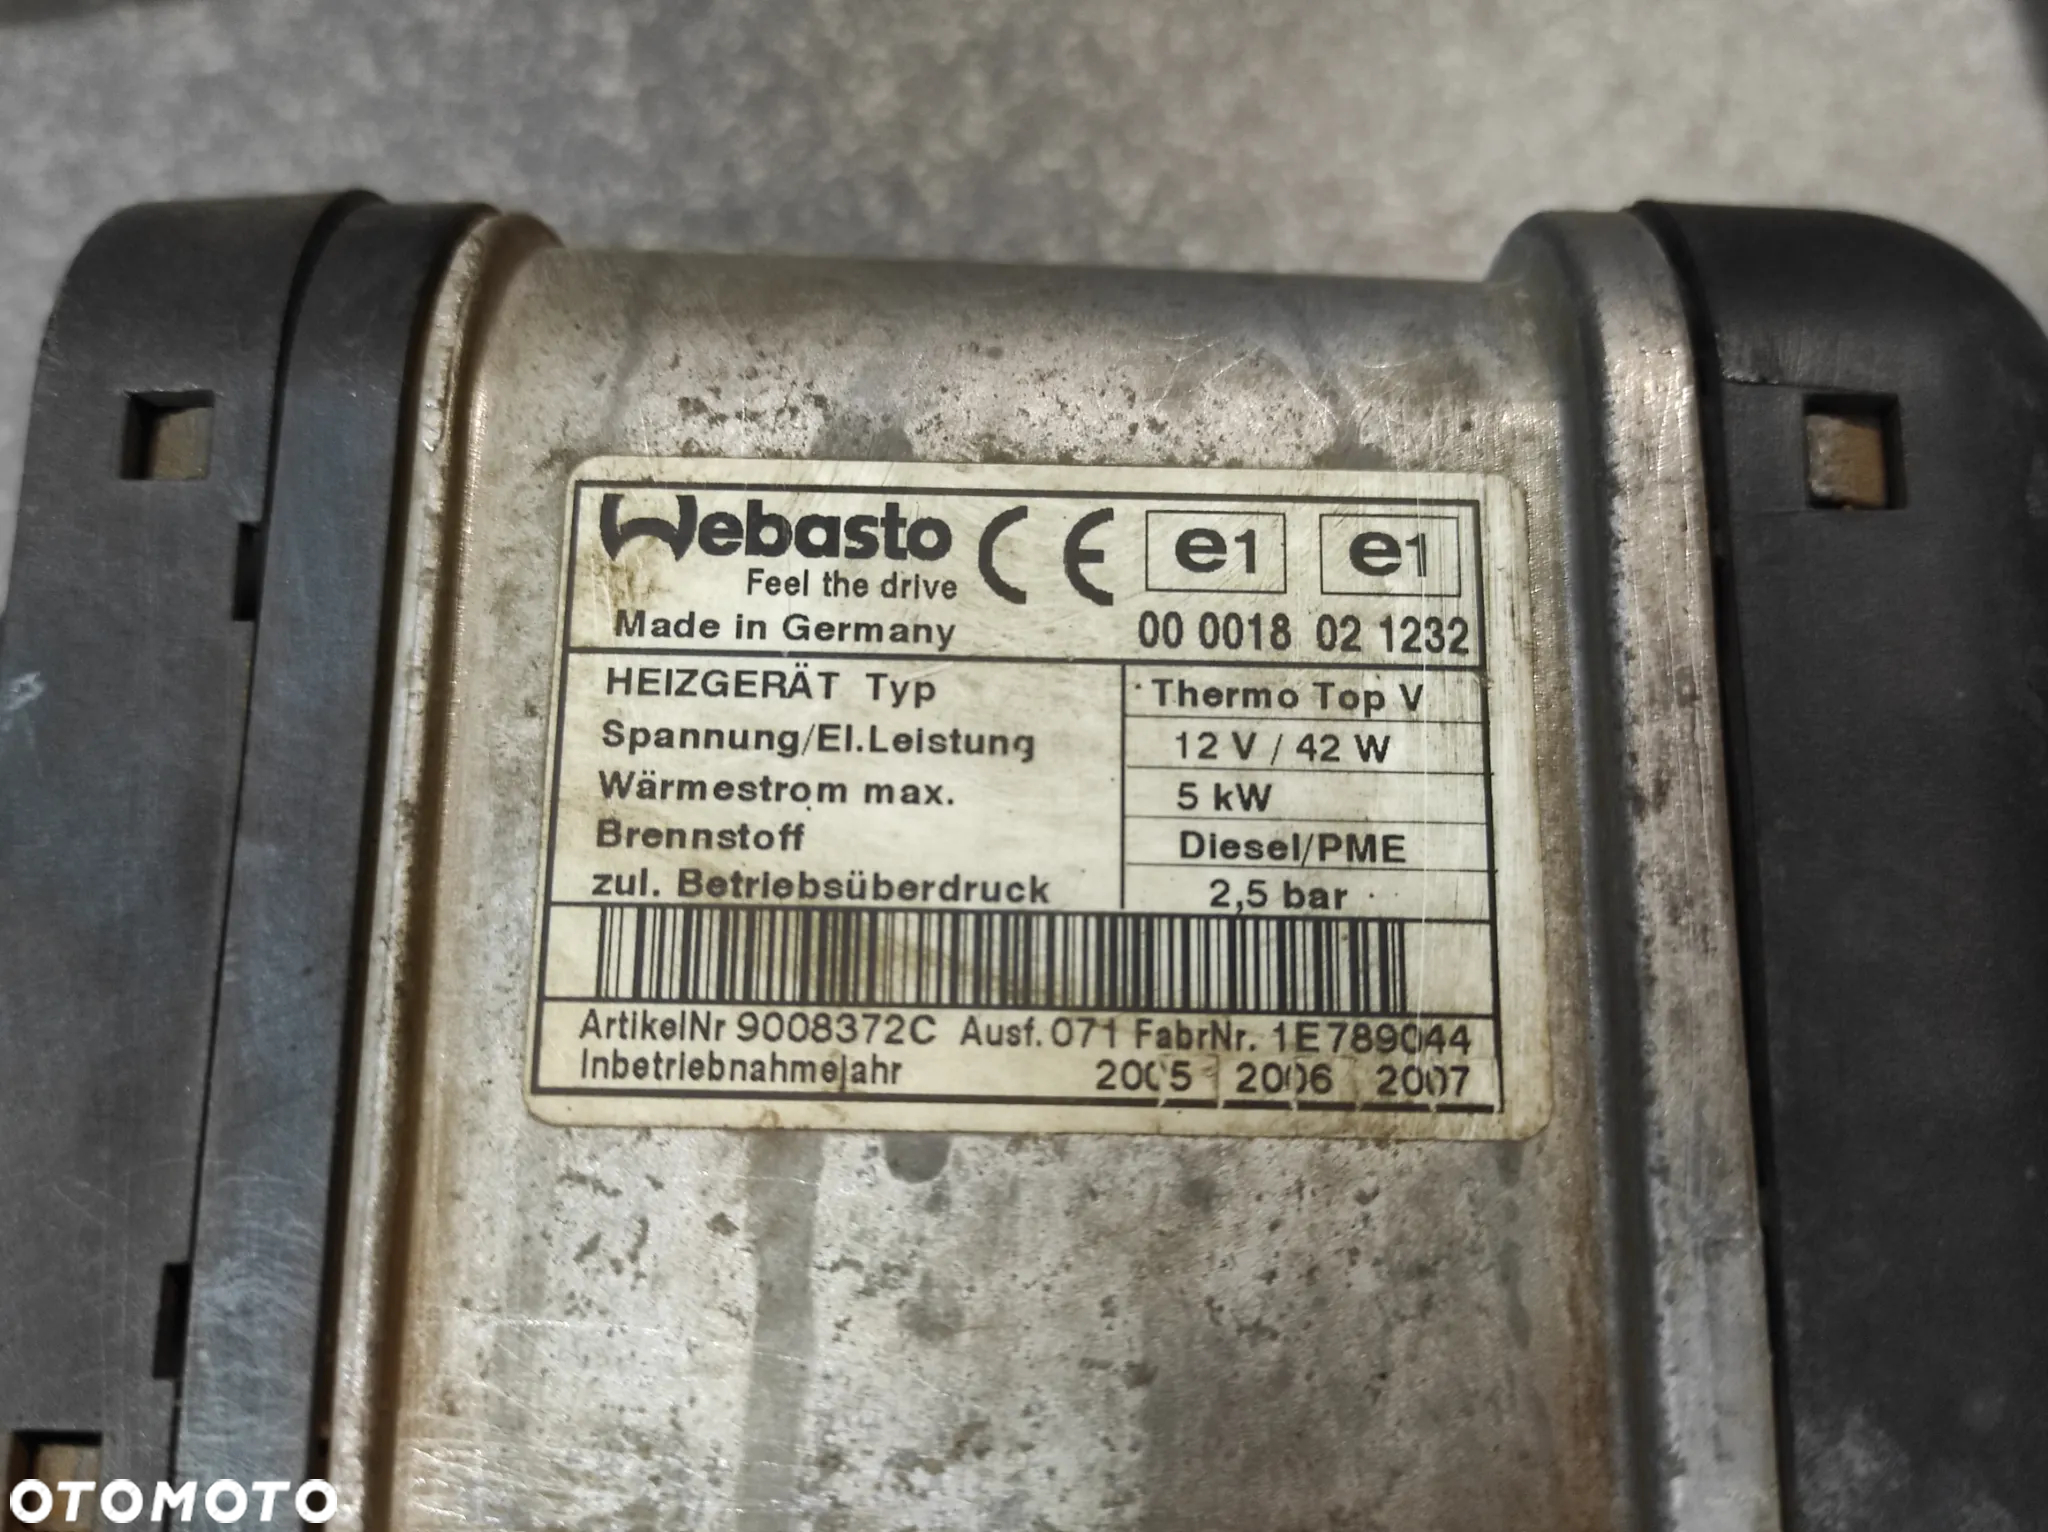 Webasto CE e1 e1
Feel the drive
Made in Germany 00 0018 02 1232
HEIZGERÄT Typ Thermo Top V
Spannung/El.Leistung 12 V / 42 W
Wärmestrom max. 5 kW
Brennstoff Diesel/PME
zul. Betriebsüberdruck 2,5 bar
ArtikelNr 9008372C Ausf.071 FabrNr. 1E789044
Inbetriebnahmejahr 2005 2006 2007
OTOMOTO